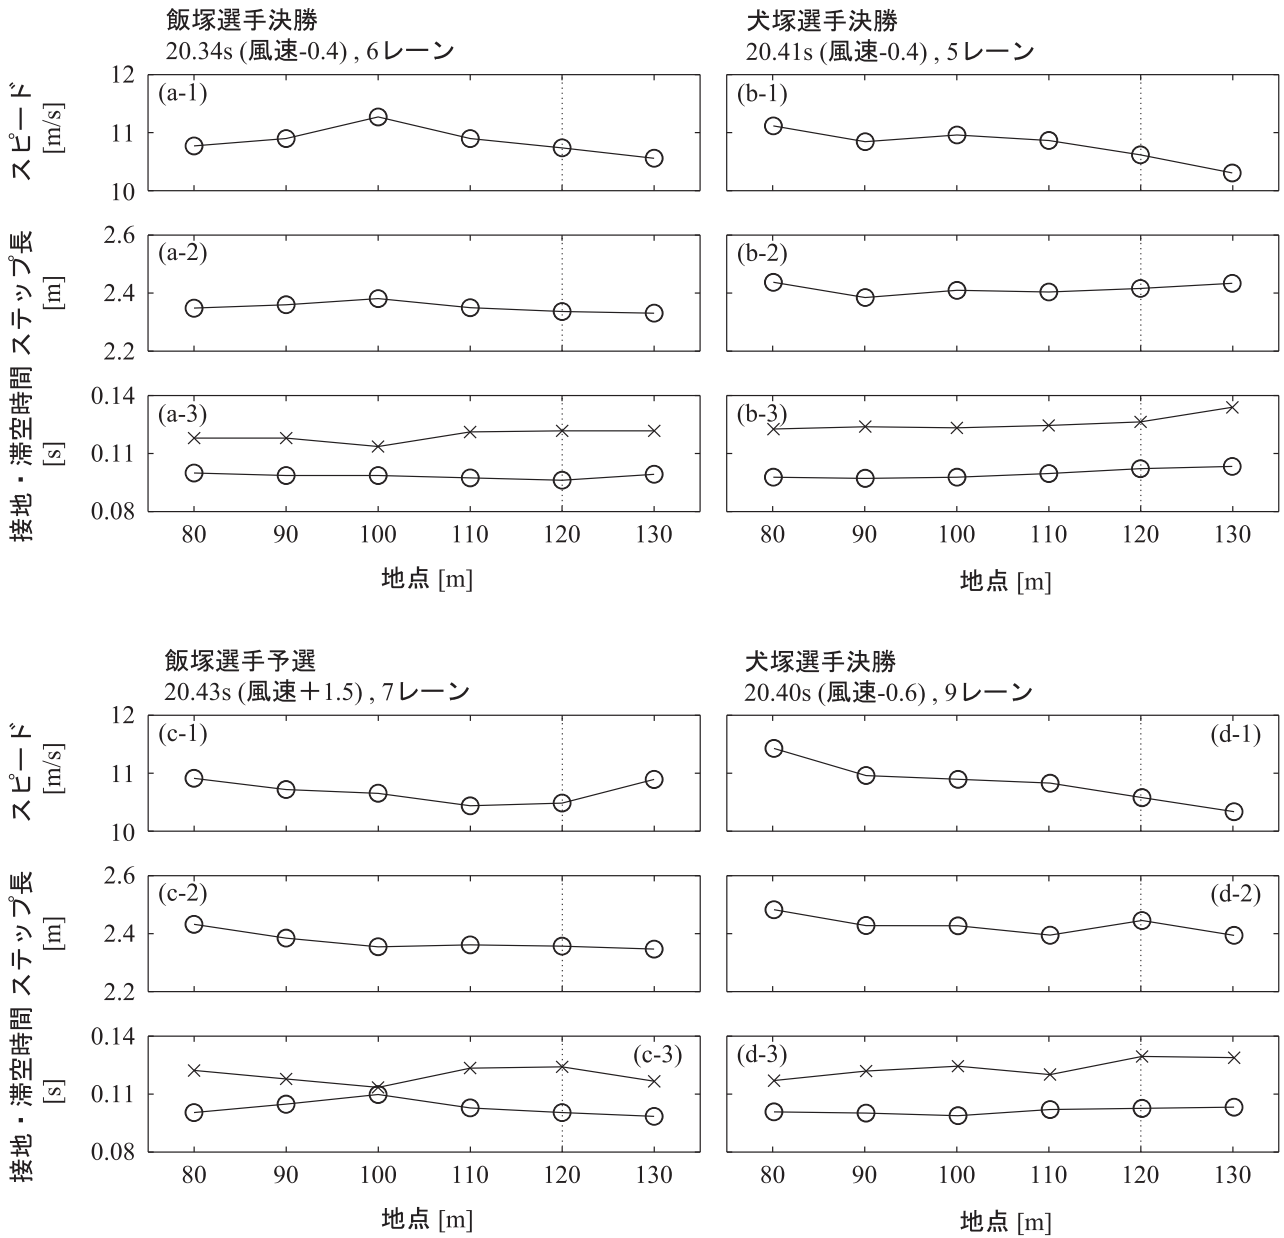 飯塚選手決勝
20.34s (風速-0.4) , 6レーン
犬塚選手決勝
20.41s (風速-0.4) , 5レーン
スピード
[m/s]
12
11
10
(a-1)
(b-1)
ステップ長
[m]
2.6
2.4
2.2
(a-2)
(b-2)
接地・滞空時間
[s]
0.14
0.11
0.08
(a-3)
(b-3)
80 90 100 110 120 130
80 90 100 110 120 130
地点 [m]
地点 [m]
飯塚選手予選
20.43s (風速＋1.5) , 7レーン
犬塚選手決勝
20.40s (風速-0.6) , 9レーン
スピード
[m/s]
12
11
10
(c-1)
(d-1)
ステップ長
[m]
2.6
2.4
2.2
(c-2)
(d-2)
接地・滞空時間
[s]
0.14
0.11
0.08
(c-3)
(d-3)
80 90 100 110 120 130
80 90 100 110 120 130
地点 [m]
地点 [m]